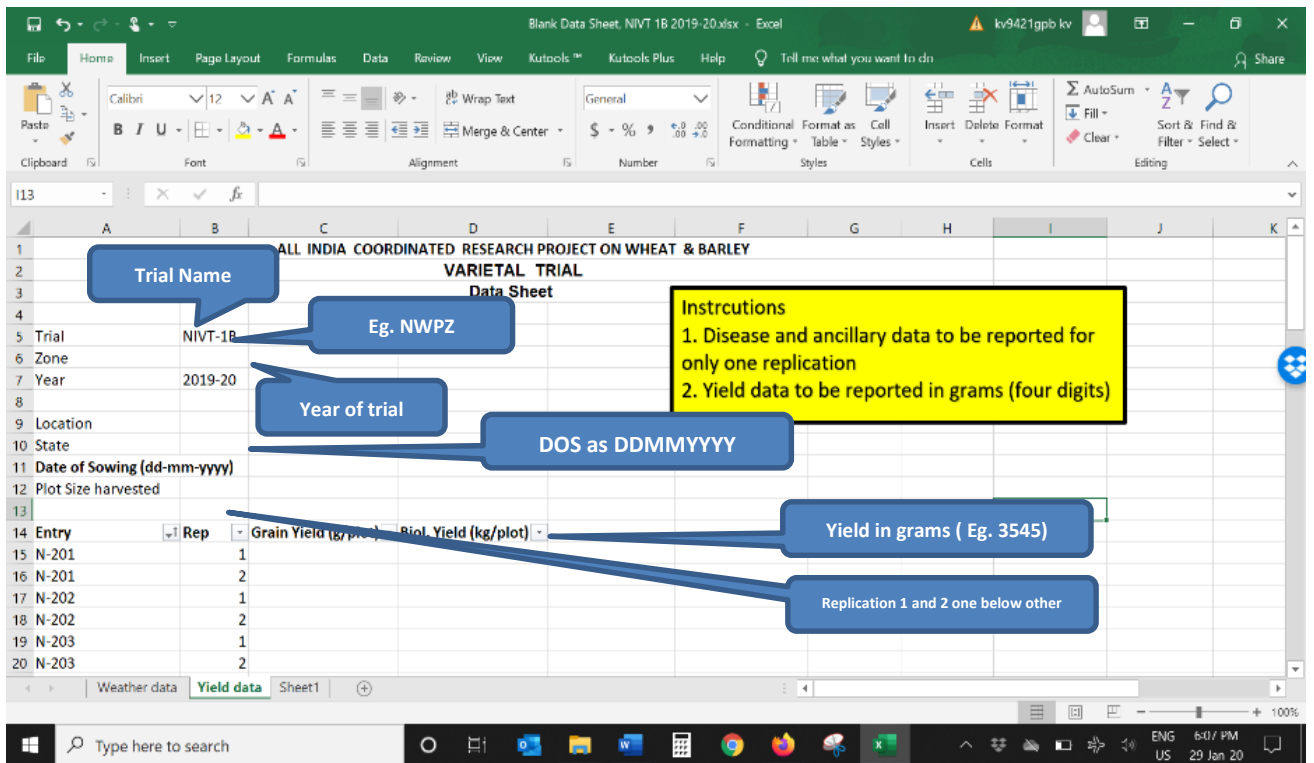 Blank Data Sheet, NIVT 1B 2019-20.xlsx - Excel
kv9421gpb kv
File Home Insert Page Layout Formulas Data Review View Kutools ™ Kutools Plus Help Tell me what you want to do Share
Calibri 12 Wrap Text General AutoSum
Paste Fill
B I U Merge & Center $ % Conditional Format as Cell Insert Delete Format Sort & Find &
Clear
Formatting Table Styles Filter Select
Clipboard Font Alignment Number Styles Cells Editing
I13 fx
A B C D E F G H I J K
1 ALL INDIA COORDINATED RESEARCH PROJECT ON WHEAT & BARLEY
2 VARIETAL TRIAL
Trial Name
3 Data Sheet
4
Instrcutions
1. Disease and ancillary data to be reported for
only one replication
2. Yield data to be reported in grams (four digits)
Eg. NWPZ
5 Trial NIVT-1B
6 Zone
7 Year 2019-20
8
Year of trial
9 Location
10 State
DOS as DDMMYYYY
11 Date of Sowing (dd-mm-yyyy)
12 Plot Size harvested
13
14 Entry Rep Grain Yield (g/plot) Biol. Yield (kg/plot)
Yield in grams ( Eg. 3545)
15 N-201 1
16 N-201 2
17 N-202 1
Replication 1 and 2 one below other
18 N-202 2
19 N-203 1
20 N-203 2
Weather data Yield data Sheet1
100%
Type here to search
ENG 6:07 PM
US 29 Jan 20